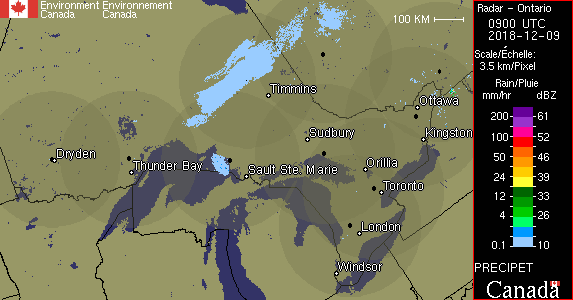 Environment Environnement
Canada Canada
100 KM
Timmins
Ottawa
Sudbury
Kingston
Dryden
Thunder Bay
Sault Ste. Marie
Orillia
Toronto
London
Windsor
Radar - Ontario
0900 UTC
2018-12-09
Scale/Échelle:
3.5 km/Pixel
Rain/Pluie
mm/hr dBZ
200 61
100 52
50 46
24 39
12 33
4 26
1 20
0.1 10
PRECIPET
Canada